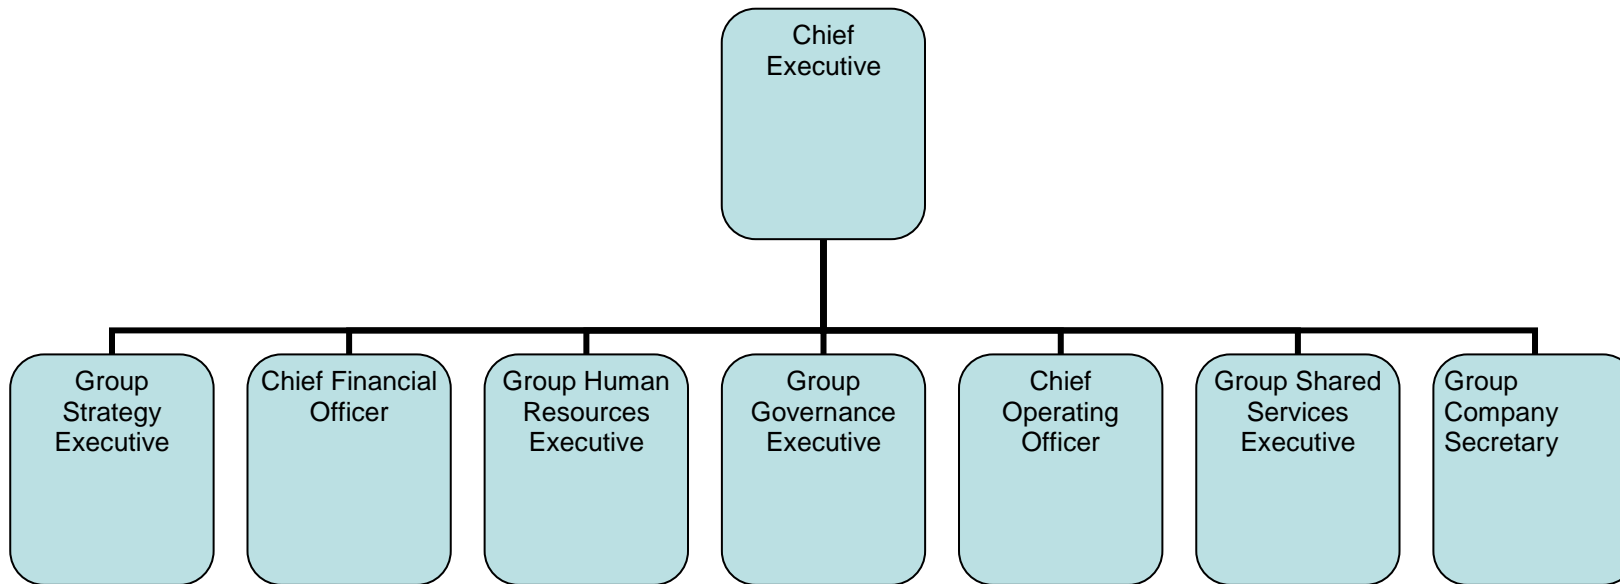 Chief
Executive
Group
Strategy
Executive
Chief Financial
Officer
Group Human
Resources
Executive
Group
Governance
Executive
Chief
Operating
Officer
Group Shared
Services
Executive
Group
Company
Secretary